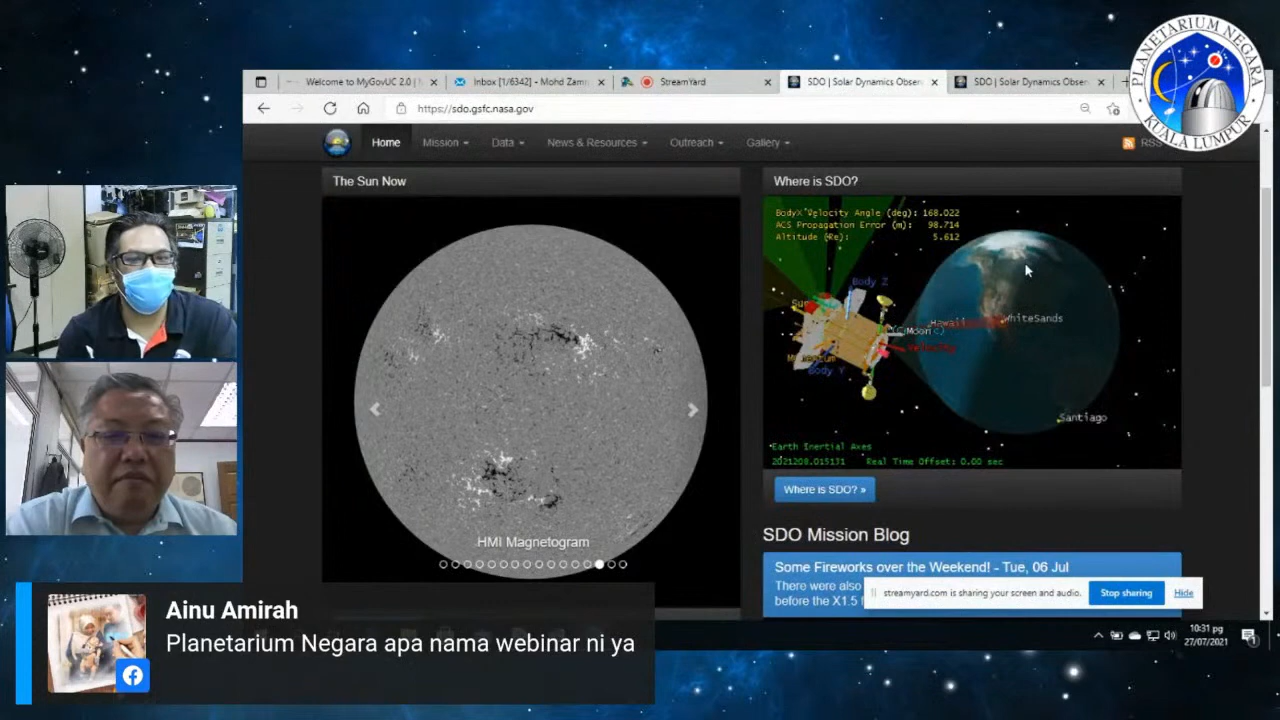 PLANETARIUM NEGARA
KUALA LUMPUR
Welcome to MyGovUC 2.0 |
Inbox [1/6342] - Mohd Zamr
StreamYard
SDO | Solar Dynamics Obser
SDO | Solar Dynamics Obser
https://sdo.gsfc.nasa.gov
Home
Mission
Data
News & Resources
Outreach
Gallery
RSS
The Sun Now
HMI Magnetogram
Where is SDO?
BodyX Velocity Angle (deg): 168.022
ACS Propagation Error (m): 98.714
Altitude (Re): 5.612
Body Z
Hawaii
WhiteSands
Moon
Velocity
Body Y
Santiago
Earth Inertial Axes
2021208.015131 Real Time Offset: 0.00 sec
Where is SDO? »
SDO Mission Blog
Some Fireworks over the Weekend! - Tue, 06 Jul
There were also
before the X1.5 f
streamyard.com is sharing your screen and audio.
Stop sharing
Hide
10:31 pg
27/07/2021
Ainu Amirah
Planetarium Negara apa nama webinar ni ya